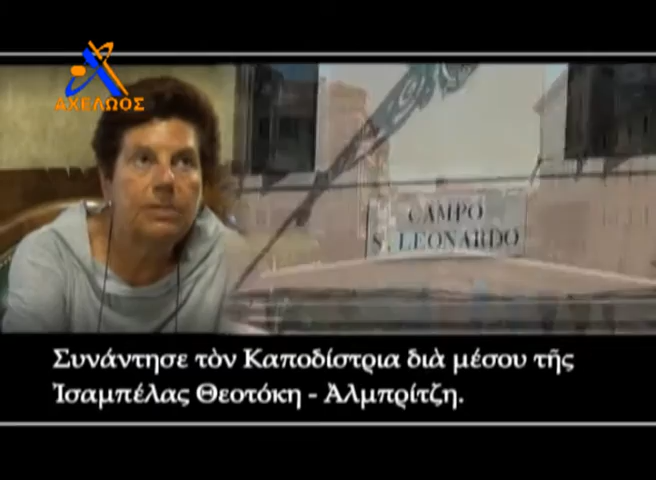 ΑΧΕΛΩΟΣ
CAMPO
S. LEONARDO
Συνάντησε τὸν Καποδίστρια διὰ μέσου τῆς
Ἰσαμπέλας Θεοτόκη - Ἀλμπρίτζη.